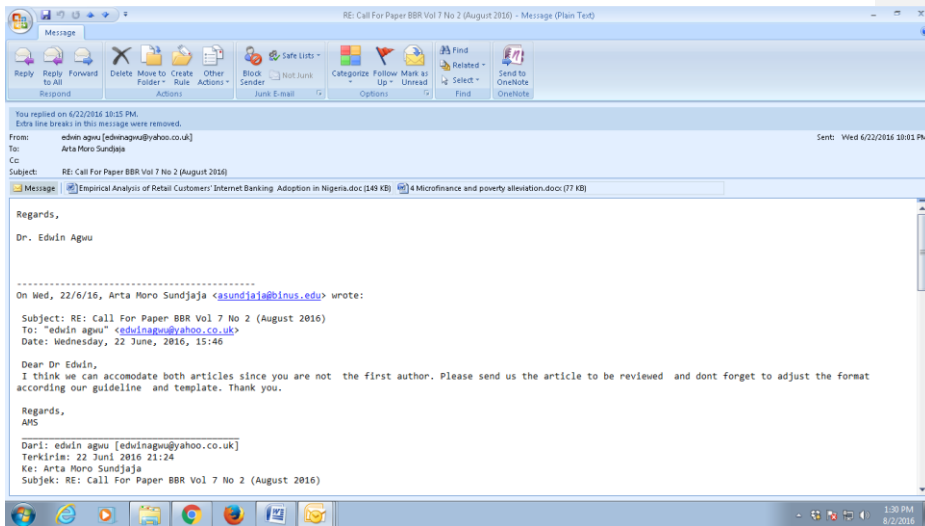 RE: Call For Paper BBR Vol 7 No 2 (August 2016) - Message (Plain Text)
Message
Reply Reply to All Forward Delete Move to Folder Create Rule Other Actions Block Sender Safe Lists Not Junk Categorize Follow Up Mark as Unread Find Related Select Send to OneNote
Respond Actions Junk E-mail Options Find OneNote
You replied on 6/22/2016 10:15 PM.
Extra line breaks in this message were removed.
From: edwin agwu [edwinagwu@yahoo.co.uk] Sent: Wed 6/22/2016 10:01 PM
To: Arta Moro Sundjaja
Cc:
Subject: RE: Call For Paper BBR Vol 7 No 2 (August 2016)
Message Empirical Analysis of Retail Customers' Internet Banking Adoption in Nigeria.doc (149 KB) 4 Microfinance and poverty alleviation.docx (77 KB)
Regards,
Dr. Edwin Agwu
----------------------------------------
On Wed, 22/6/16, Arta Moro Sundjaja <asundjaja@binus.edu> wrote:
Subject: RE: Call For Paper BBR Vol 7 No 2 (August 2016)
To: "edwin agwu" <edwinagwu@yahoo.co.uk>
Date: Wednesday, 22 June, 2016, 15:46
Dear Dr Edwin,
I think we can accomodate both articles since you are not the first author. Please send us the article to be reviewed and dont forget to adjust the format
according our guideline and template. Thank you.
Regards,
AMS
Dari: edwin agwu [edwinagwu@yahoo.co.uk]
Terkirim: 22 Juni 2016 21:24
Ke: Arta Moro Sundjaja
Subjek: RE: Call For Paper BBR Vol 7 No 2 (August 2016)
1:30 PM
8/2/2016